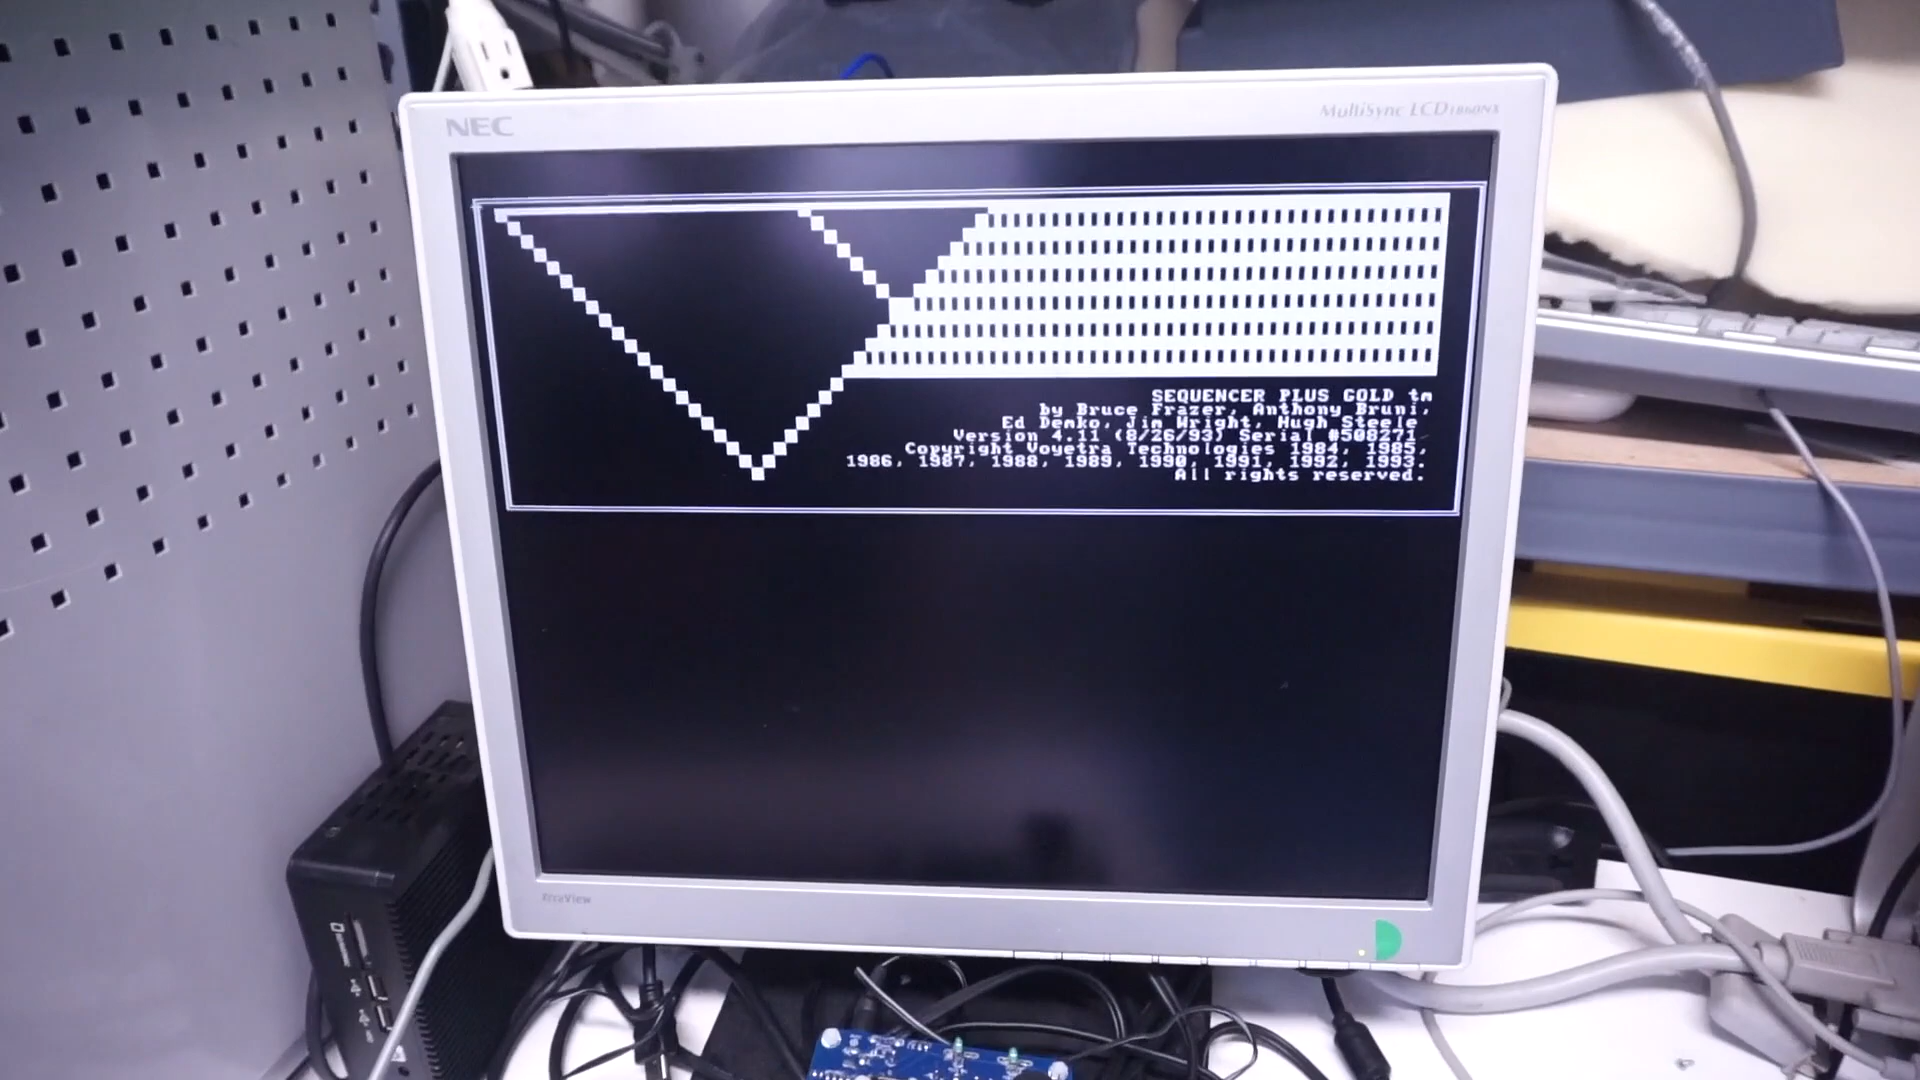 NEC
MultiSync LCD1860NX
SEQUENCER PLUS GOLD tm
by Bruce Frazer, Anthony Bruni,
Ed Demko, Jim Wright, Hugh Steele
Version 4.11 (8/26/93) Serial #508271
Copyright Voyetra Technologies 1984, 1985,
1986, 1987, 1988, 1989, 1990, 1991, 1992, 1993.
All rights reserved.
XtraView